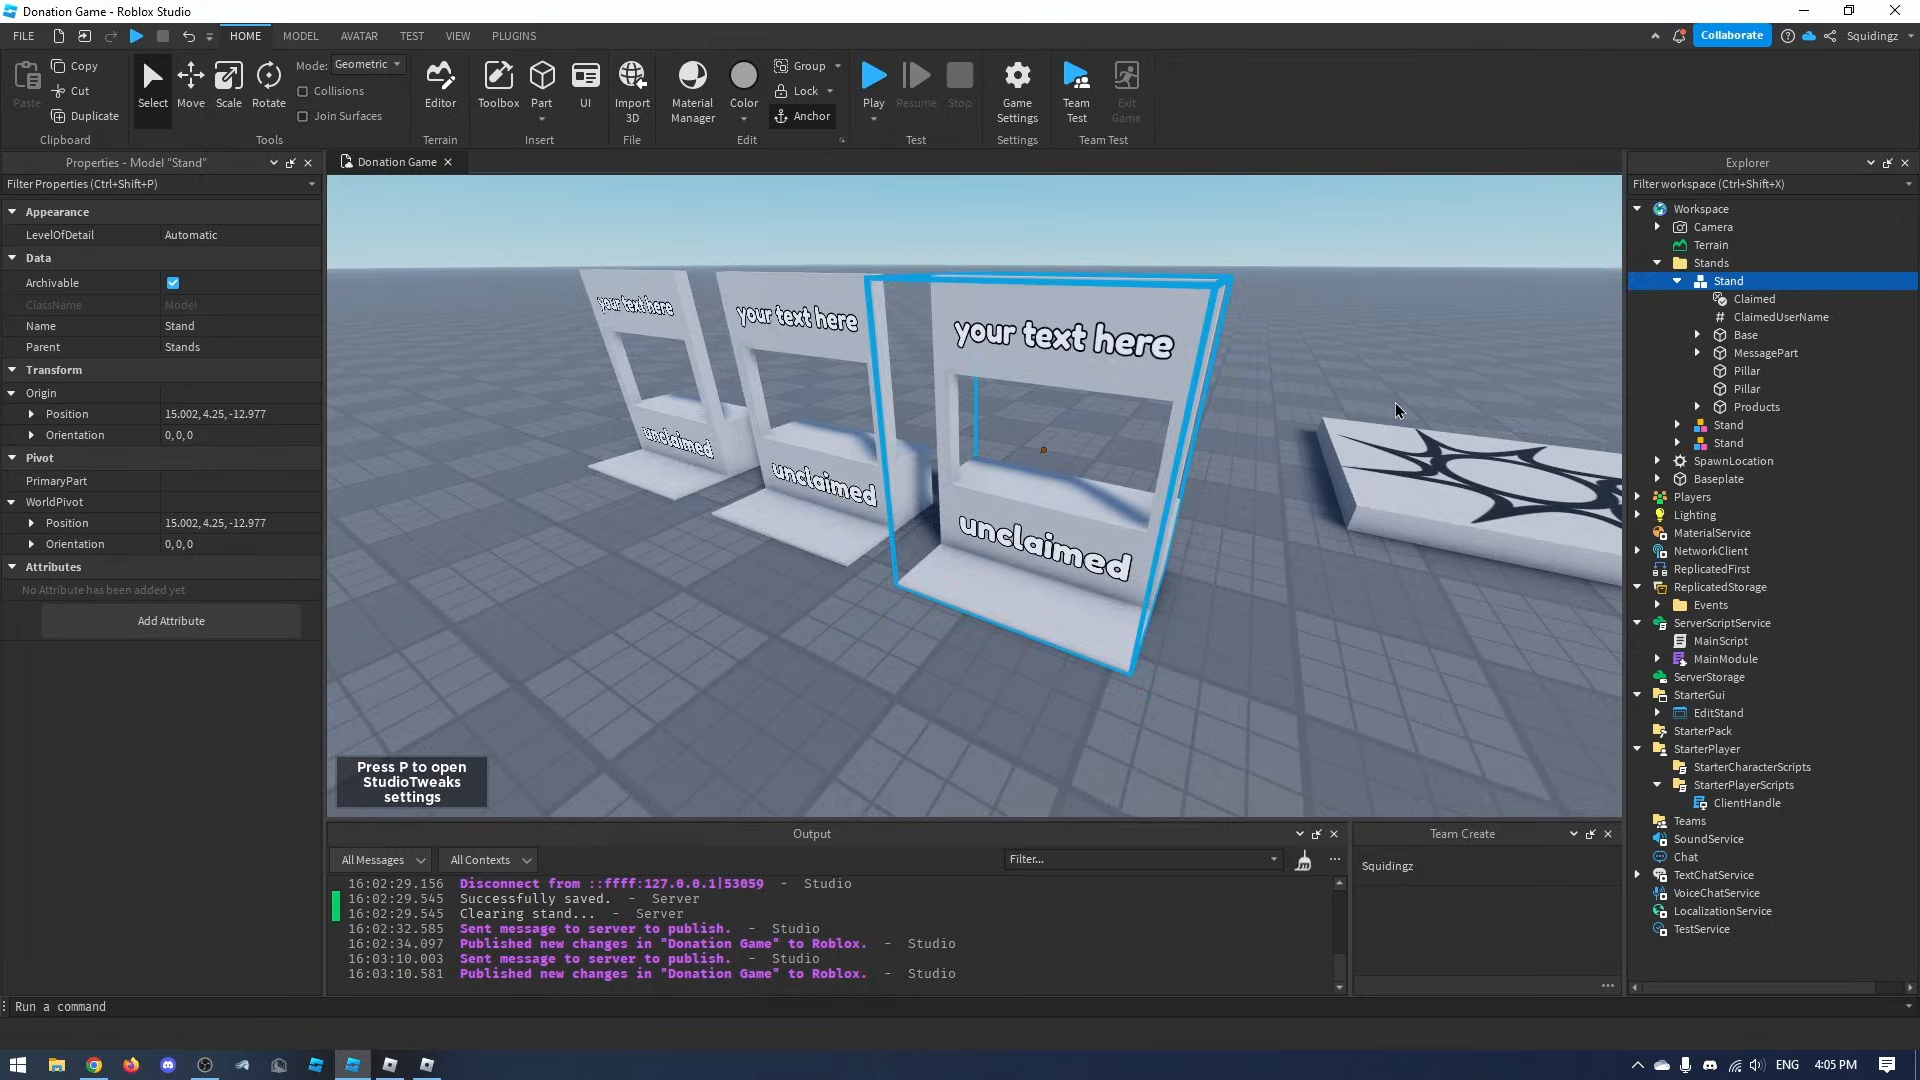 Donation Game - Roblox Studio
FILE HOME MODEL AVATAR TEST VIEW PLUGINS Collaborate Squidingz
Paste
Copy
Cut
Duplicate
Clipboard
Select Move Scale Rotate
Mode: Geometric
Collisions
Join Surfaces
Tools
Editor
Terrain
Toolbox Part UI
Insert
Import 3D
File
Material Manager
Color
Group
Lock
Anchor
Edit
Play Resume Stop
Test
Game Settings
Settings
Team Test
Exit Game
Team Test
Properties - Model "Stand"
Filter Properties (Ctrl+Shift+P)
Appearance
LevelOfDetail Automatic
Data
Archivable
ClassName Model
Name Stand
Parent Stands
Transform
Origin
Position 15.002, 4.25, -12.977
Orientation 0, 0, 0
Pivot
PrimaryPart
WorldPivot
Position 15.002, 4.25, -12.977
Orientation 0, 0, 0
Attributes
No Attribute has been added yet
Add Attribute
Donation Game
your text here
unclaimed
your text here
unclaimed
your text here
unclaimed
Press P to open
StudioTweaks
settings
Output
All Messages All Contexts Filter...
16:02:29.156 Disconnect from ::ffff:127.0.0.1|53059 - Studio
16:02:29.545 Successfully saved. - Server
16:02:29.545 Clearing stand... - Server
16:02:32.585 Sent message to server to publish. - Studio
16:02:34.097 Published new changes in "Donation Game" to Roblox. - Studio
16:03:10.003 Sent message to server to publish. - Studio
16:03:10.581 Published new changes in "Donation Game" to Roblox. - Studio
Team Create
Squidingz
Explorer
Filter workspace (Ctrl+Shift+X)
Workspace
Camera
Terrain
Stands
Stand
Claimed
ClaimedUserName
Base
MessagePart
Pillar
Pillar
Products
Stand
Stand
SpawnLocation
Baseplate
Players
Lighting
MaterialService
NetworkClient
ReplicatedFirst
ReplicatedStorage
Events
ServerScriptService
MainScript
MainModule
ServerStorage
StarterGui
EditStand
StarterPack
StarterPlayer
StarterCharacterScripts
StarterPlayerScripts
ClientHandle
Teams
SoundService
Chat
TextChatService
VoiceChatService
LocalizationService
TestService
Run a command
ENG 4:05 PM